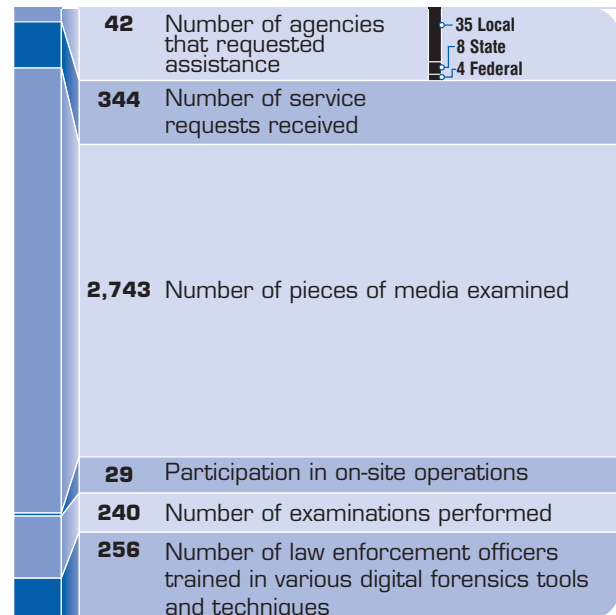 42 Number of agencies
that requested
assistance
35 Local
8 State
4 Federal
344 Number of service
requests received
2,743 Number of pieces of media examined
29 Participation in on-site operations
240 Number of examinations performed
256 Number of law enforcement officers
trained in various digital forensics tools
and techniques